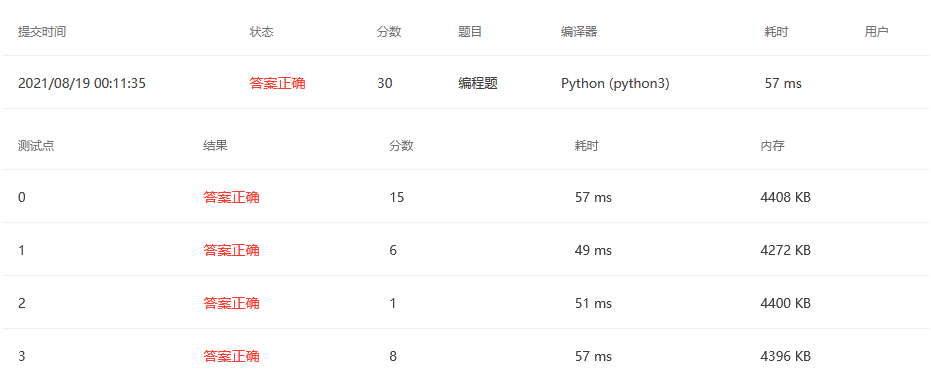 提交时间 状态 分数 题目 编译器 耗时 用户
2021/08/19 00:11:35 答案正确 30 编程题 Python (python3) 57 ms
测试点 结果 分数 耗时 内存
0 答案正确 15 57 ms 4408 KB
1 答案正确 6 49 ms 4272 KB
2 答案正确 1 51 ms 4400 KB
3 答案正确 8 57 ms 4396 KB